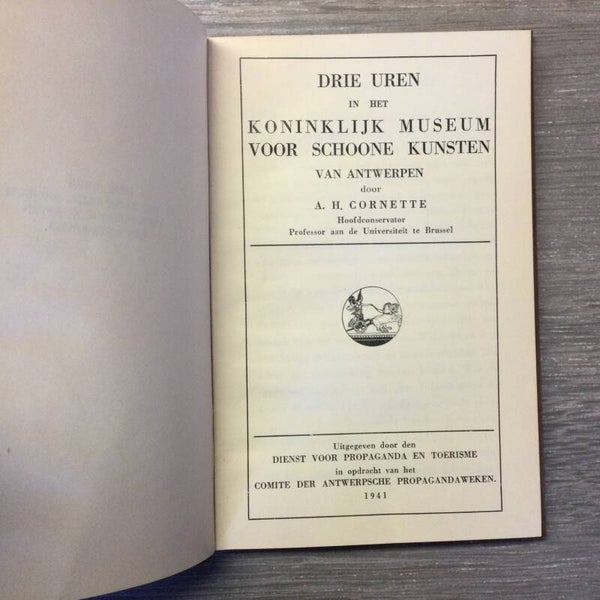 DRIE UREN
IN HET
KONINKLIJK MUSEUM
VOOR SCHOONE KUNSTEN
VAN ANTWERPEN
door
A. H. CORNETTE
Hoofdconservator
Professor aan de Universiteit te Brussel
Uitgegeven door den
DIENST VOOR PROPAGANDA EN TOERISME
in opdracht van het
COMITE DER ANTWERPSCHE PROPAGANDAWEKEN.
1941